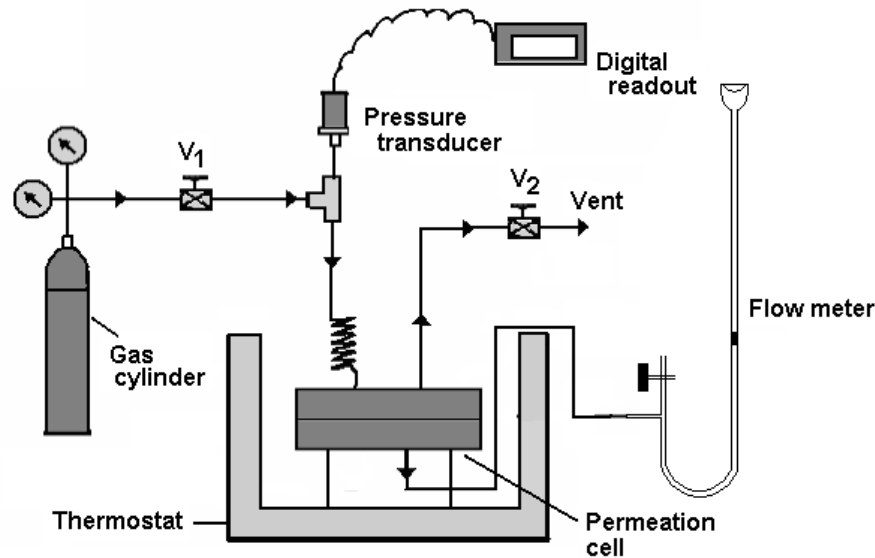 Digital
readout
Pressure
transducer
V1
V2
Vent
Flow meter
Gas
cylinder
Thermostat
Permeation
cell